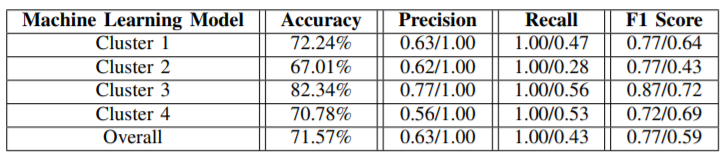 Machine Learning Model Accuracy Precision Recall F1 Score
Cluster 1 72.24% 0.63/1.00 1.00/0.47 0.77/0.64
Cluster 2 67.01% 0.62/1.00 1.00/0.28 0.77/0.43
Cluster 3 82.34% 0.77/1.00 1.00/0.56 0.87/0.72
Cluster 4 70.78% 0.56/1.00 1.00/0.53 0.72/0.69
Overall 71.57% 0.63/1.00 1.00/0.43 0.77/0.59